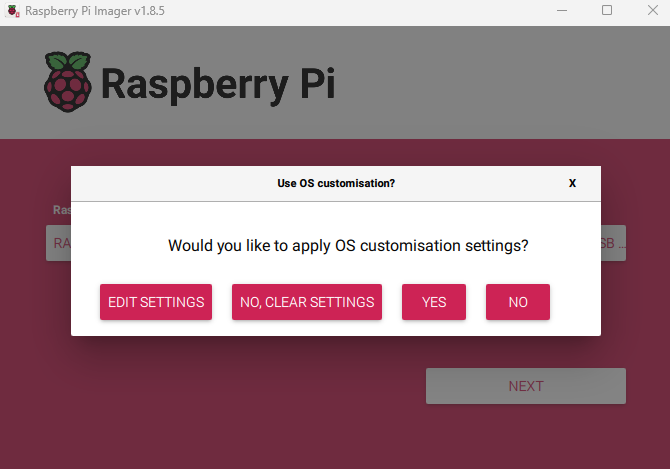 Raspberry Pi Imager v1.8.5
Raspberry Pi
Use OS customisation?
X
Ras
Would you like to apply OS customisation settings?
RA
SB ...
EDIT SETTINGS
NO, CLEAR SETTINGS
YES
NO
NEXT